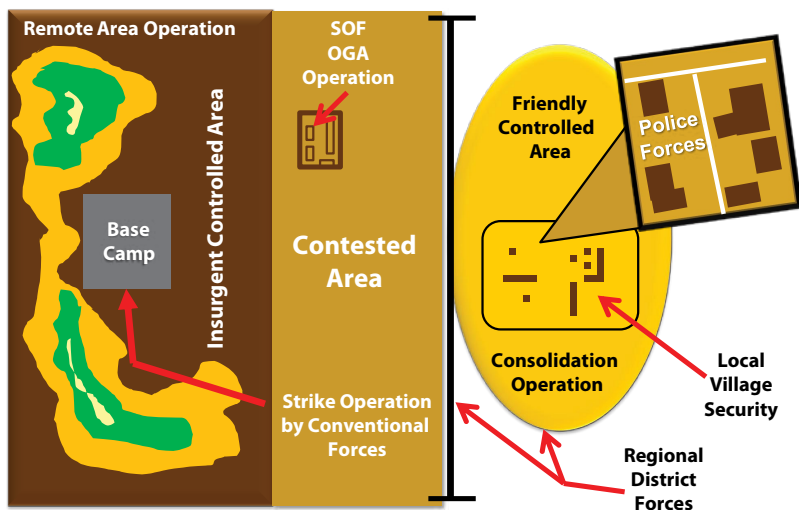 Remote Area Operation
Insurgent Controlled Area
Base
Camp
SOF
OGA
Operation
Contested
Area
Strike Operation
by Conventional
Forces
Friendly
Controlled
Area
Police
Forces
Consolidation
Operation
Local
Village
Security
Regional
District
Forces